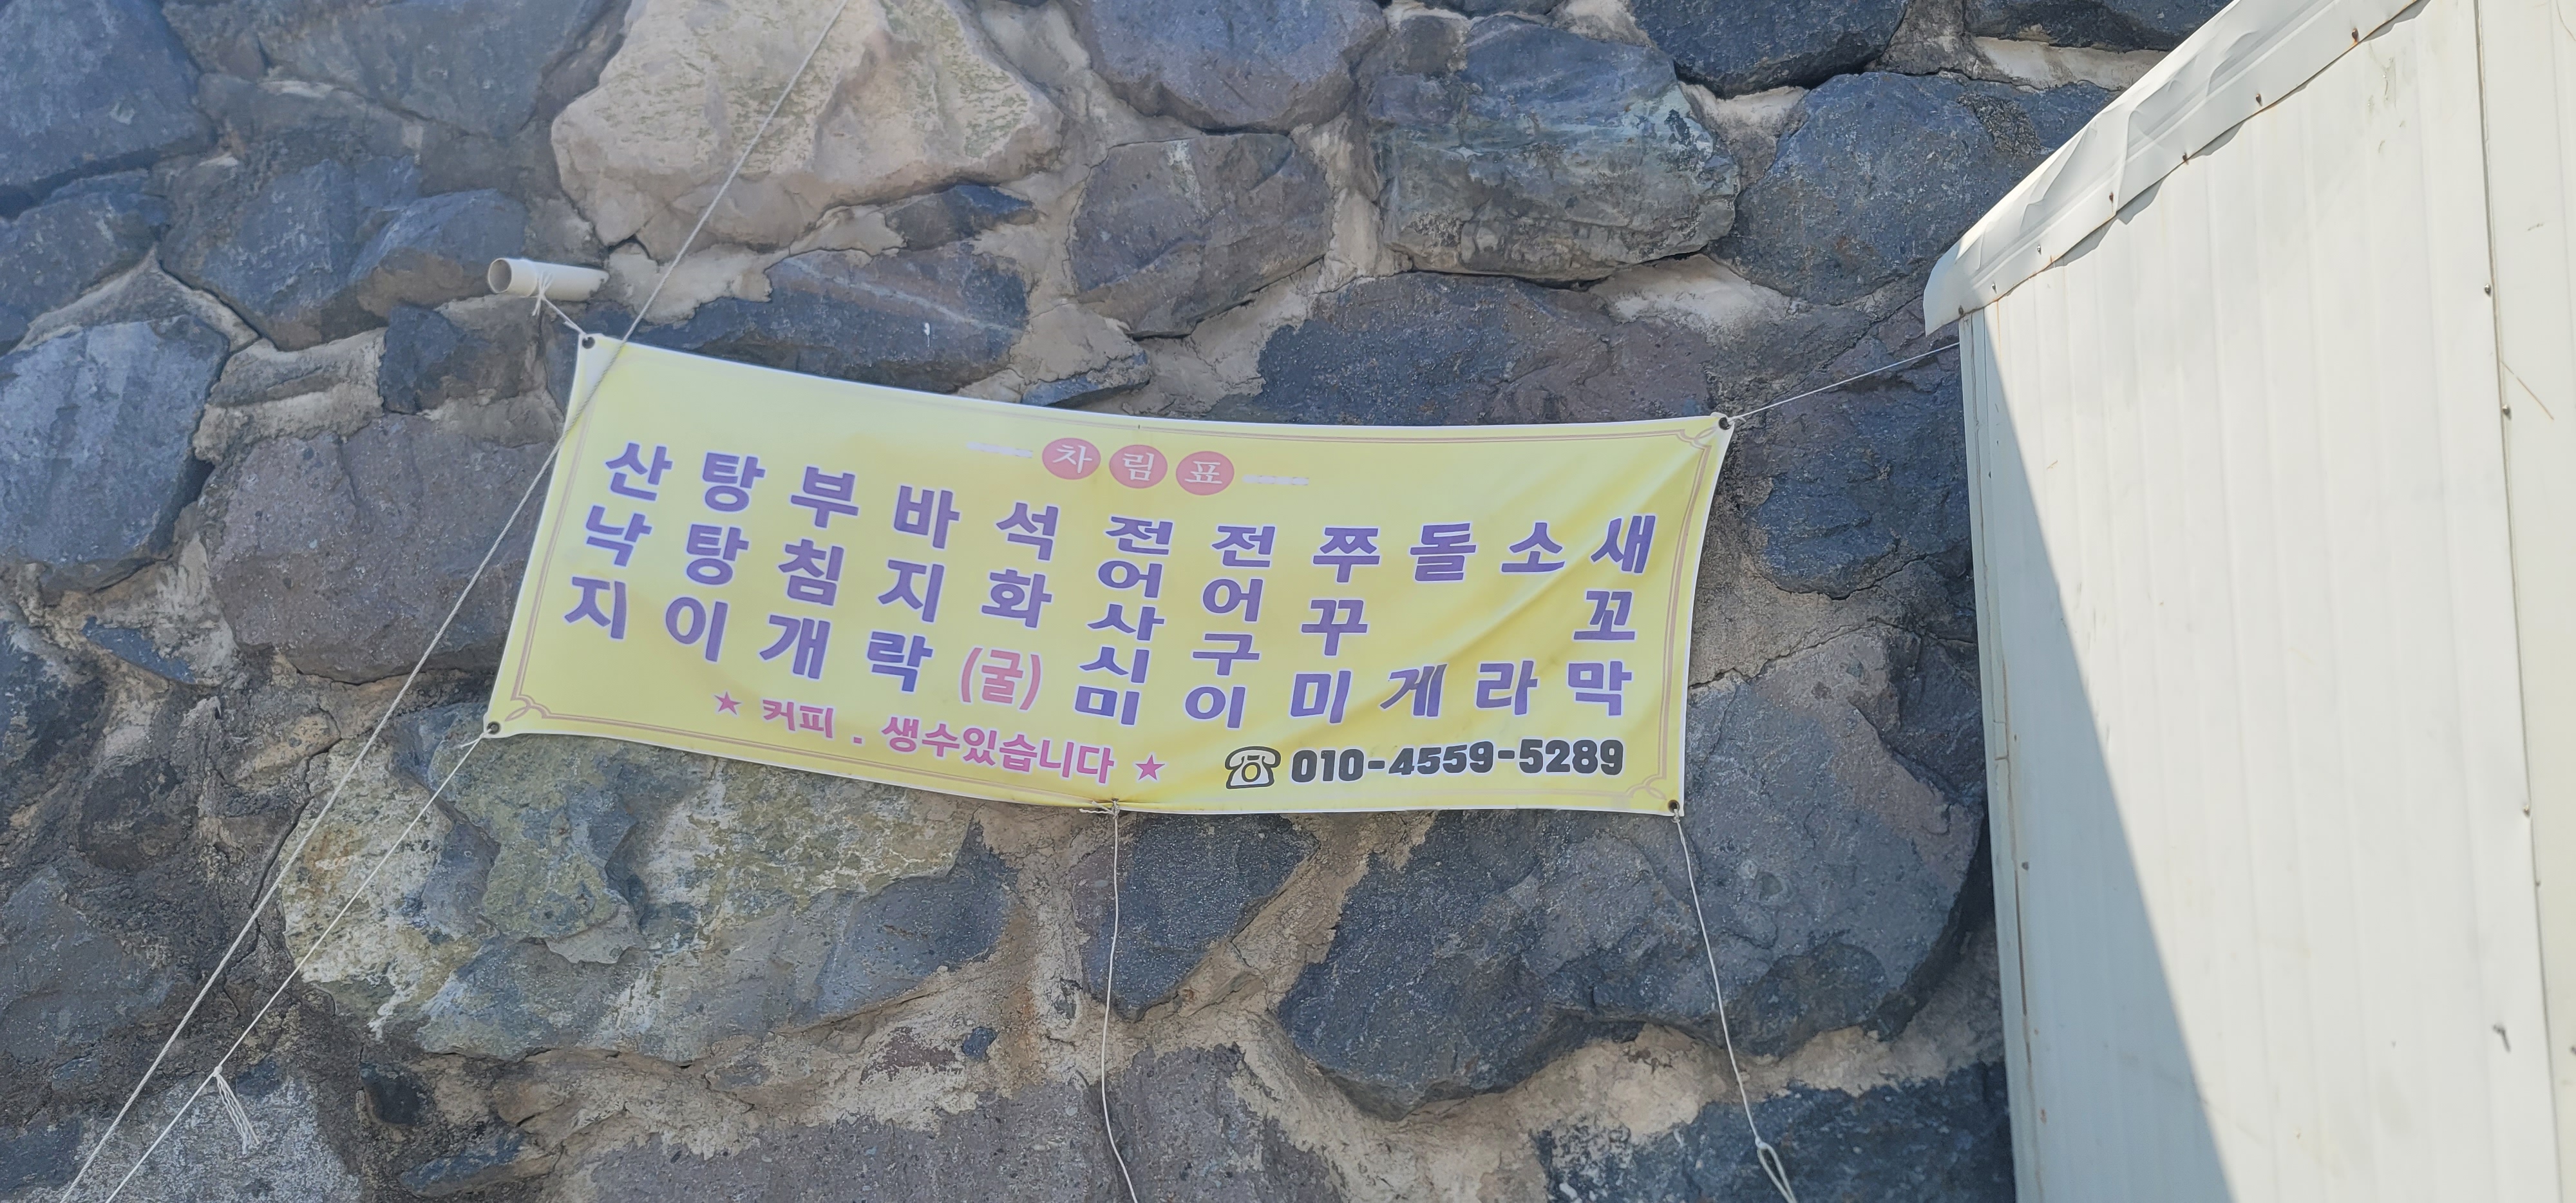 차림표
산낙지
탕탕이
부침개
바지락
석화(굴)
전어사시미
전어구이
쭈꾸미
돌게
소라
새꼬막
★ 커피 . 생수있습니다 ★
☎ 010-4559-5289